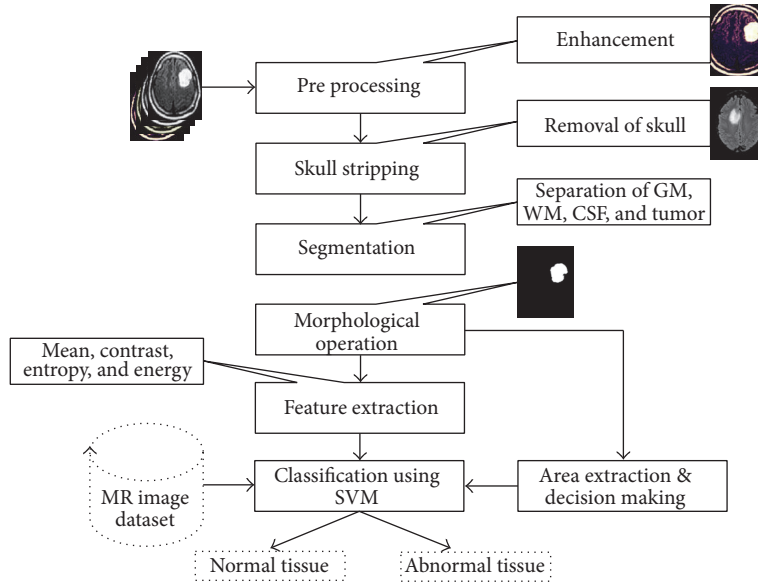 Enhancement
Pre processing
Removal of skull
Skull stripping
Separation of GM,
WM, CSF, and tumor
Segmentation
Morphological
operation
Mean, contrast,
entropy, and energy
Feature extraction
MR image
dataset
Classification using
SVM
Area extraction &
decision making
Normal tissue
Abnormal tissue